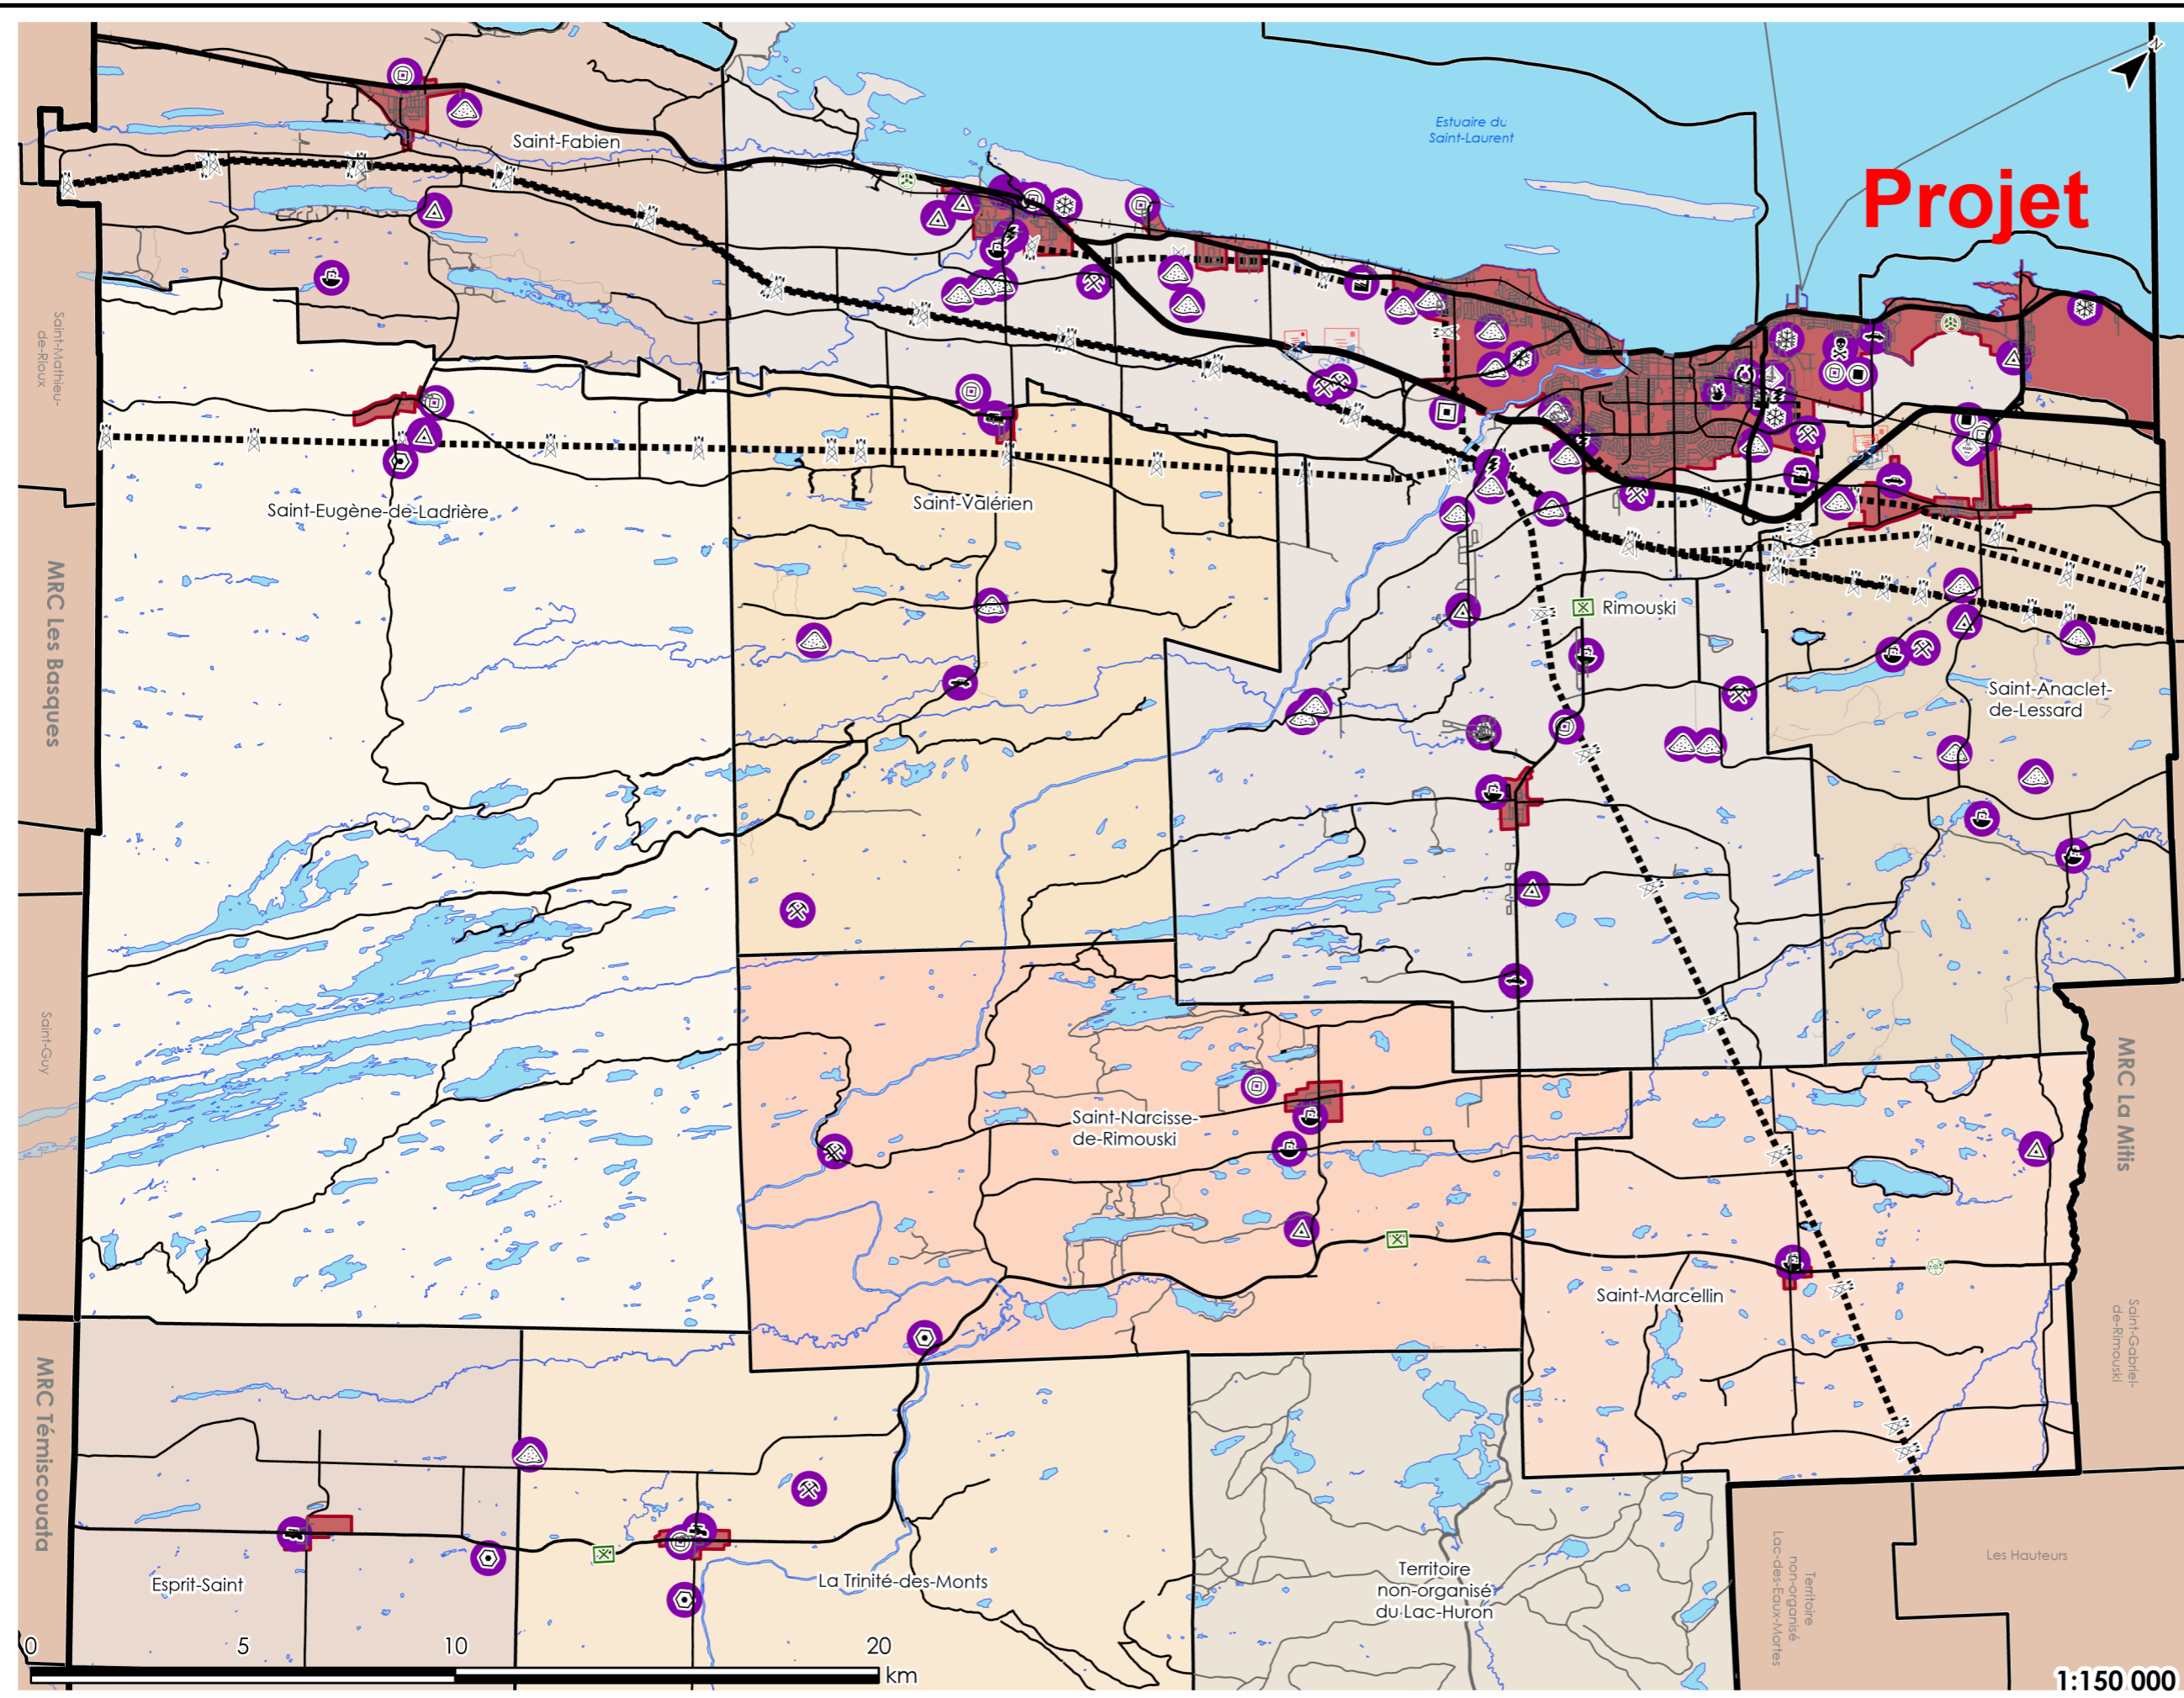 N
Estuaire du
Saint-Laurent
Projet
Saint-Fabien
Saint-Mathieu-
de-Rioux
Saint-Eugène-de-Ladrière
Saint-Valérien
MRC Les Basques
Rimouski
Saint-Anaclet-
de-Lessard
Saint-Guy
Saint-Narcisse-
de-Rimouski
MRC La Mitis
Saint-Marcellin
Saint-Gabriel-
de-Rimouski
MRC Témiscouata
Esprit-Saint
La Trinité-des-Monts
Territoire
non-organisé
du Lac-Huron
Territoire
non-organisé
Lac-des-Eaux-Mortes
Les Hauteurs
0 5 10 20
km
1:150 000